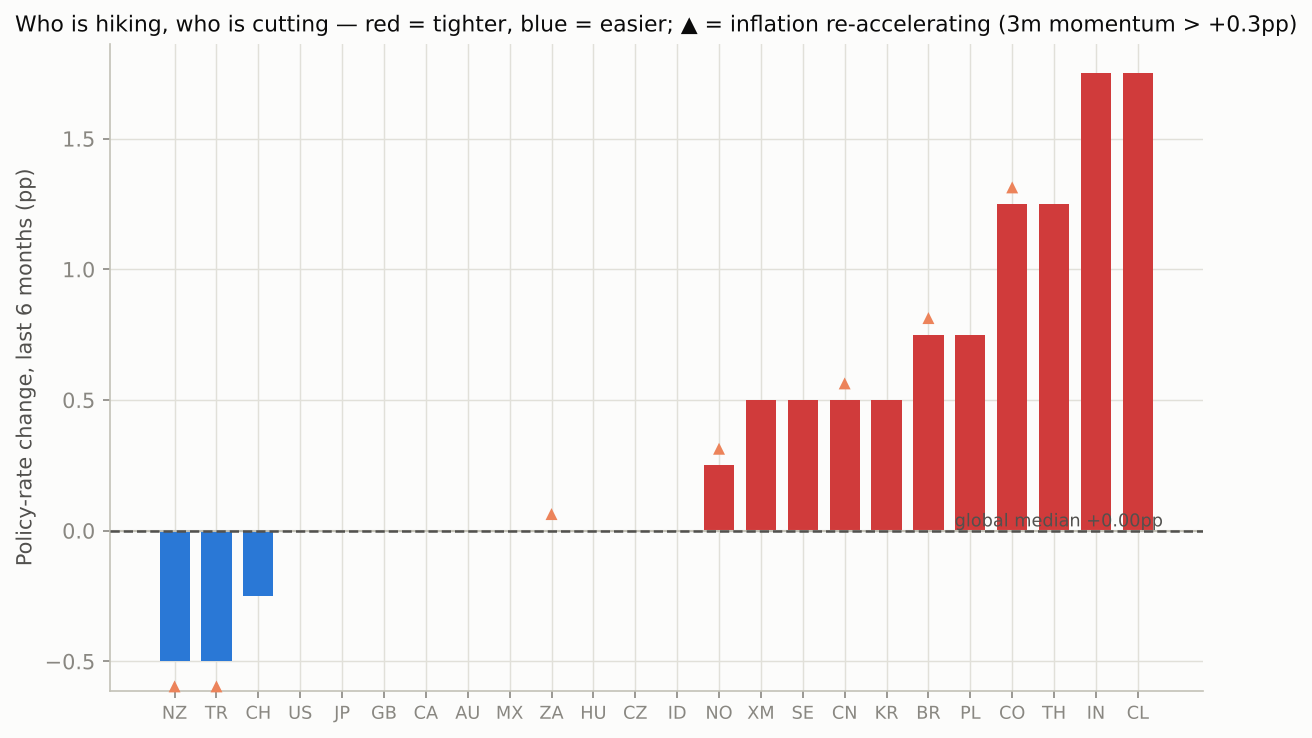 Who is hiking, who is cutting — red = tighter, blue = easier; ▲ = inflation re-accelerating (3m momentum > +0.3pp)
Policy-rate change, last 6 months (pp)
1.5
1.0
0.5
0.0
−0.5
global median +0.00pp
NZ TR CH US JP GB CA AU MX ZA HU CZ ID NO XM SE CN KR BR PL CO TH IN CL